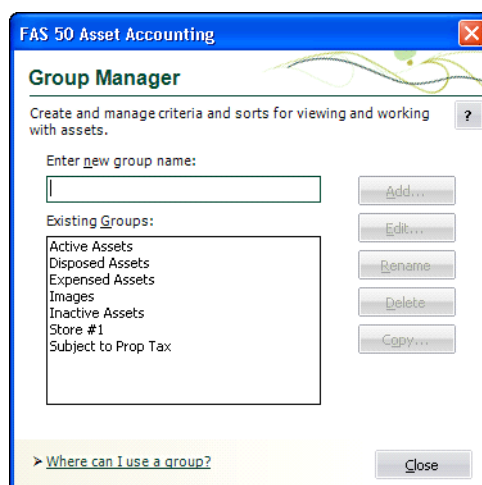 FAS 50 Asset Accounting
Group Manager
Create and manage criteria and sorts for viewing and working
with assets.
?
Enter new group name:
Add...
Existing Groups:
Edit...
Active Assets
Disposed Assets
Expensed Assets
Images
Inactive Assets
Store #1
Subject to Prop Tax
Rename
Delete
Copy...
➤ Where can I use a group?
Close